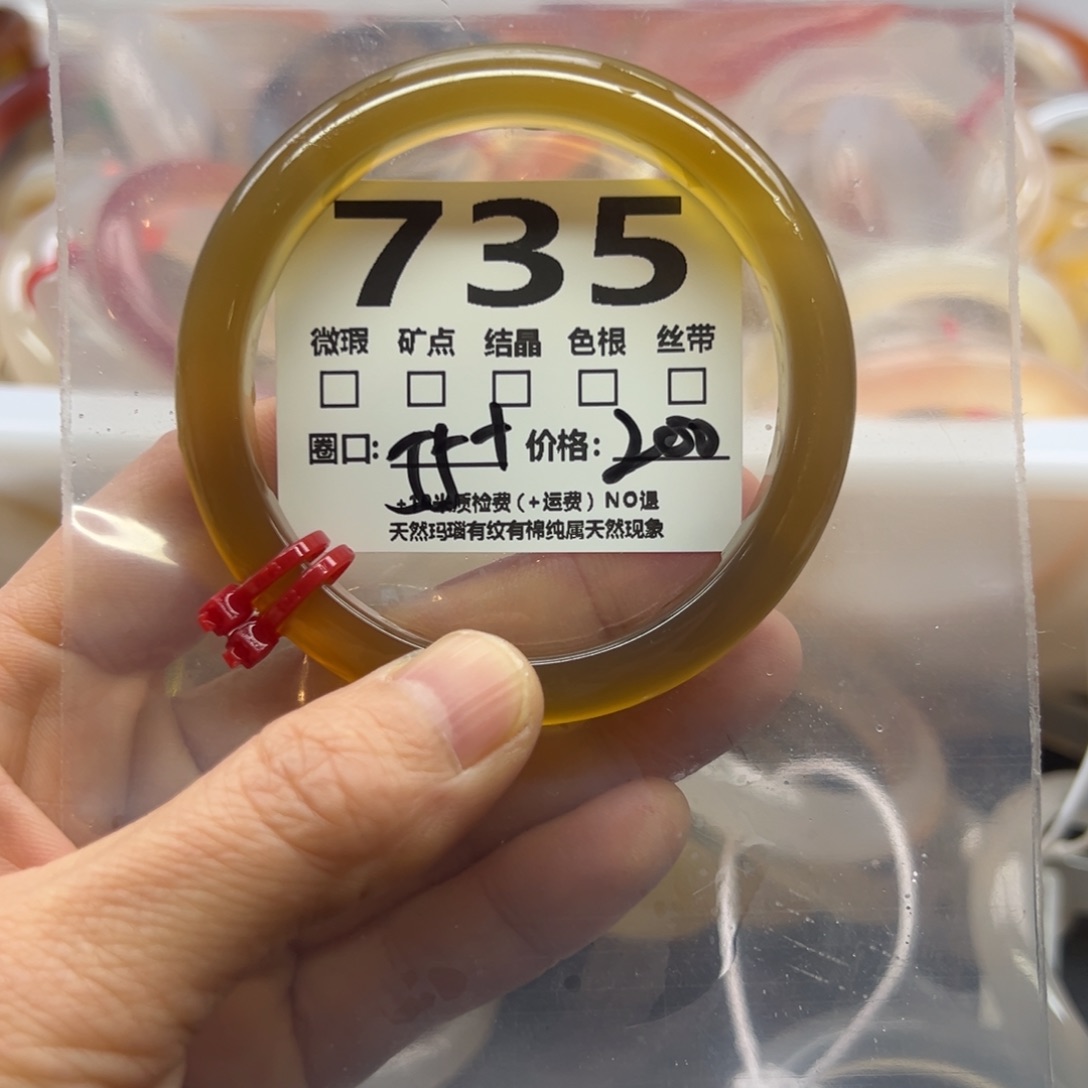 735
微瑕 矿点 结晶 色根 丝带
圈口: 价格: 200
质检费(+运费)NO退
天然玛瑙有纹有棉纯属天然现象